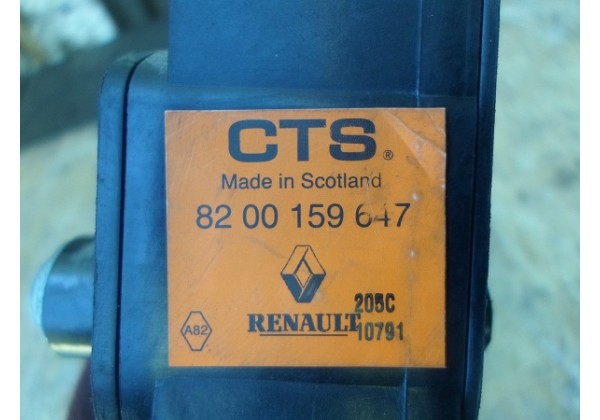 CTS®
Made in Scotland
82 00 159 647
205C
RENAULT 10791
A82